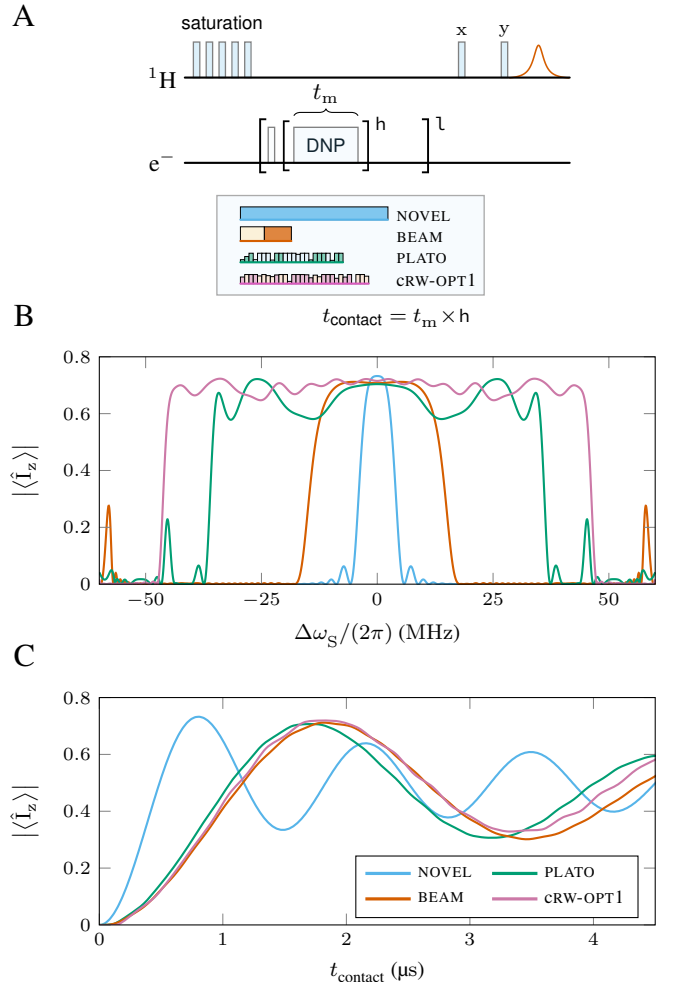 A
saturation
x y
¹H
tₘ
h l
e⁻
DNP
NOVEL
BEAM
PLATO
cRW-OPT1
t_contact = tₘ × h
B
0.8
0.6
0.4
0.2
0
|⟨Î_z⟩|
−50 −25 0 25 50
Δω_S/(2π) (MHz)
C
0.8
0.6
0.4
0.2
0
|⟨Î_z⟩|
NOVEL PLATO
BEAM cRW-OPT1
0 1 2 3 4
t_contact (µs)